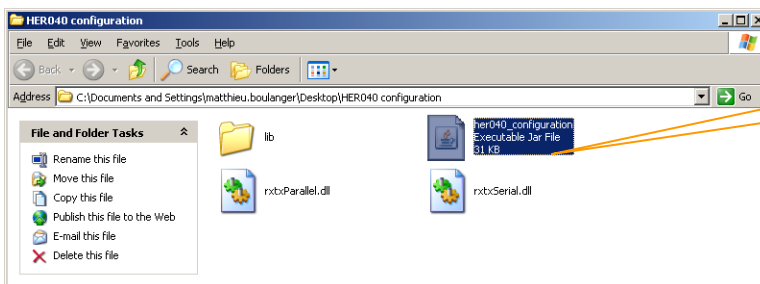 HER040 configuration
File Edit View Favorites Tools Help
Back Search Folders
Address C:\Documents and Settings\matthieu.boulanger\Desktop\HER040 configuration Go
File and Folder Tasks
Rename this file
Move this file
Copy this file
Publish this file to the Web
E-mail this file
Delete this file
lib
her040_configuration
Executable Jar File
31 KB
rxtxParallel.dll
rxtxSerial.dll